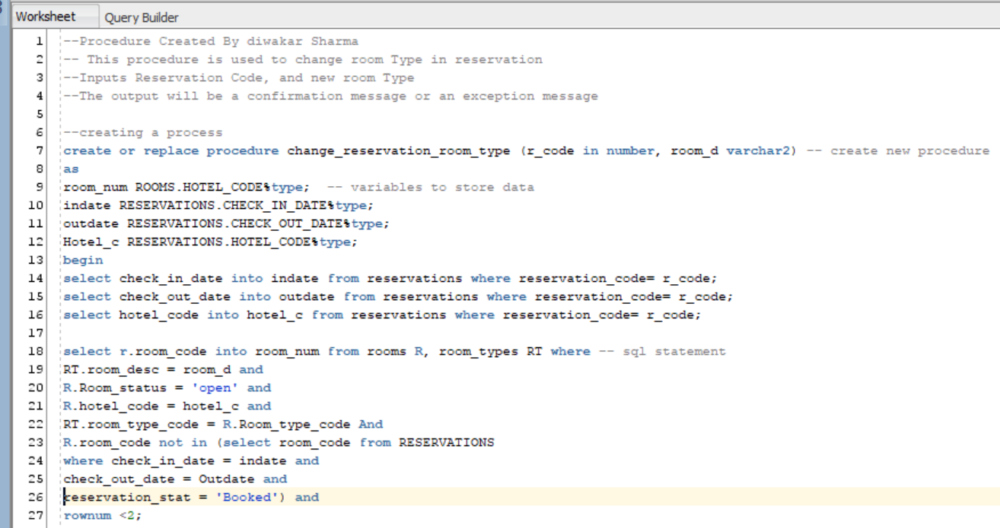 Worksheet Query Builder
1 --Procedure Created By diwakar Sharma
2 -- This procedure is used to change room Type in reservation
3 --Inputs Reservation Code, and new room Type
4 --The output will be a confirmation message or an exception message
5
6 --creating a process
7 create or replace procedure change_reservation_room_type (r_code in number, room_d varchar2) -- create new procedure
8 as
9 room_num ROOMS.HOTEL_CODE%type;  -- variables to store data
10 indate RESERVATIONS.CHECK_IN_DATE%type;
11 outdate RESERVATIONS.CHECK_OUT_DATE%type;
12 Hotel_c RESERVATIONS.HOTEL_CODE%type;
13 begin
14 select check_in_date into indate from reservations where reservation_code= r_code;
15 select check_out_date into outdate from reservations where reservation_code= r_code;
16 select hotel_code into hotel_c from reservations where reservation_code= r_code;
17
18 select r.room_code into room_num from rooms R, room_types RT where -- sql statement
19 RT.room_desc = room_d and
20 R.Room_status = 'open' and
21 R.hotel_code = hotel_c and
22 RT.room_type_code = R.Room_type_code And
23 R.room_code not in (select room_code from RESERVATIONS
24 where check_in_date = indate and
25 check_out_date = Outdate and
26 reservation_stat = 'Booked') and
27 rownum <2;